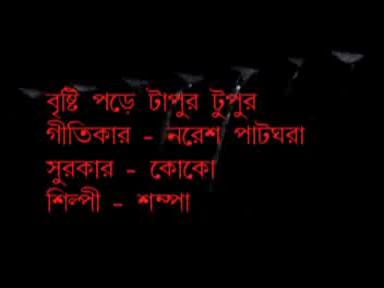 বৃষ্টি পড়ে টাপুর টুপুর
গীতিকার - নরেশ পাটঘরা
সুরকার - কোকো
শিল্পী - শম্পা